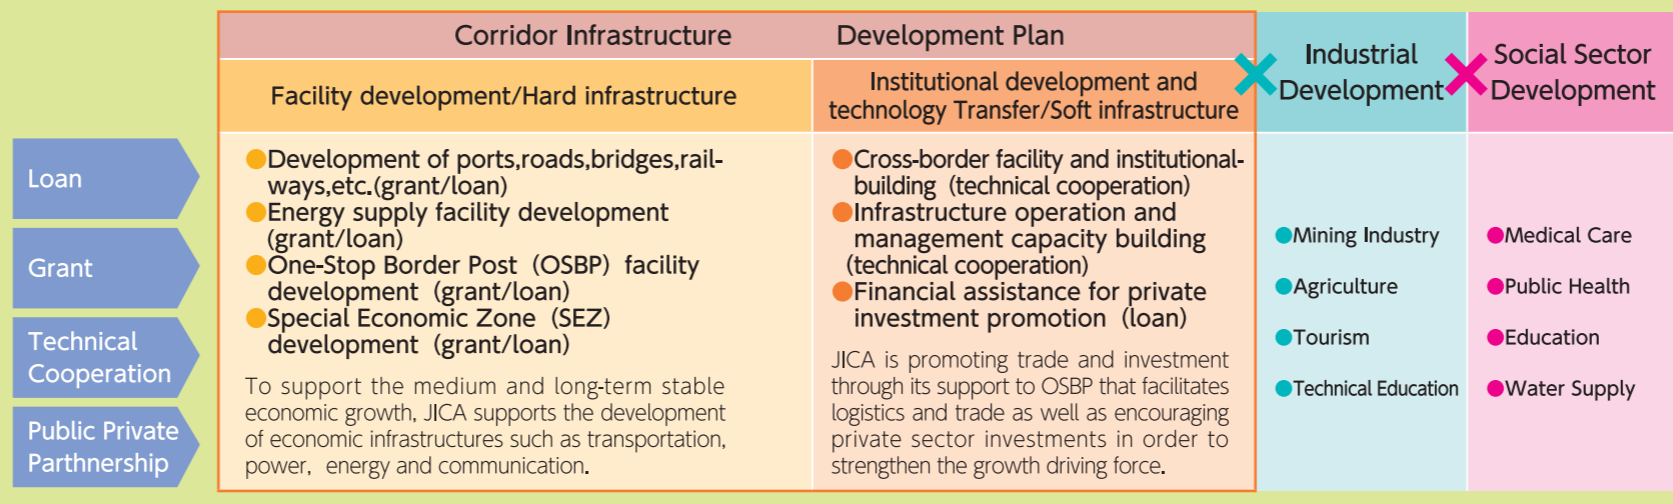 Corridor Infrastructure Development Plan
Facility development/Hard infrastructure
Institutional development and
technology Transfer/Soft infrastructure
Industrial
Development
Social Sector
Development
Loan
Grant
Technical
Cooperation
Public Private
Parthnership
●Development of ports,roads,bridges,rail-
ways,etc.(grant/loan)
●Energy supply facility development
(grant/loan)
●One-Stop Border Post (OSBP) facility
development (grant/loan)
●Special Economic Zone (SEZ)
development (grant/loan)
To support the medium and long-term stable
economic growth, JICA supports the development
of economic infrastructures such as transportation,
power, energy and communication.
●Cross-border facility and institutional-
building (technical cooperation)
●Infrastructure operation and
management capacity building
(technical cooperation)
●Financial assistance for private
investment promotion (loan)
JICA is promoting trade and investment
through its support to OSBP that facilitates
logistics and trade as well as encouraging
private sector investments in order to
strengthen the growth driving force.
●Mining Industry
●Agriculture
●Tourism
●Technical Education
●Medical Care
●Public Health
●Education
●Water Supply